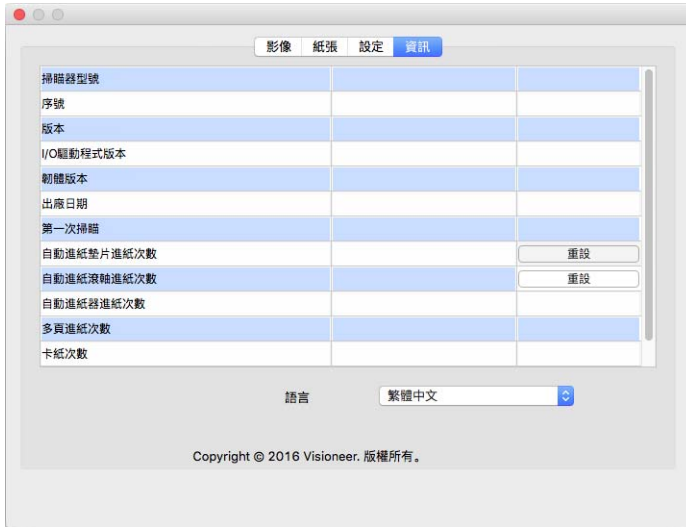 影像 紙張 設定 資訊
掃瞄器型號
序號
版本
I/O驅動程式版本
韌體版本
出廠日期
第一次掃瞄
自動進紙墊片進紙次數 重設
自動進紙滾軸進紙次數 重設
自動進紙器進紙次數
多頁進紙次數
卡紙次數
語言 繁體中文
Copyright © 2016 Visioneer. 版權所有。